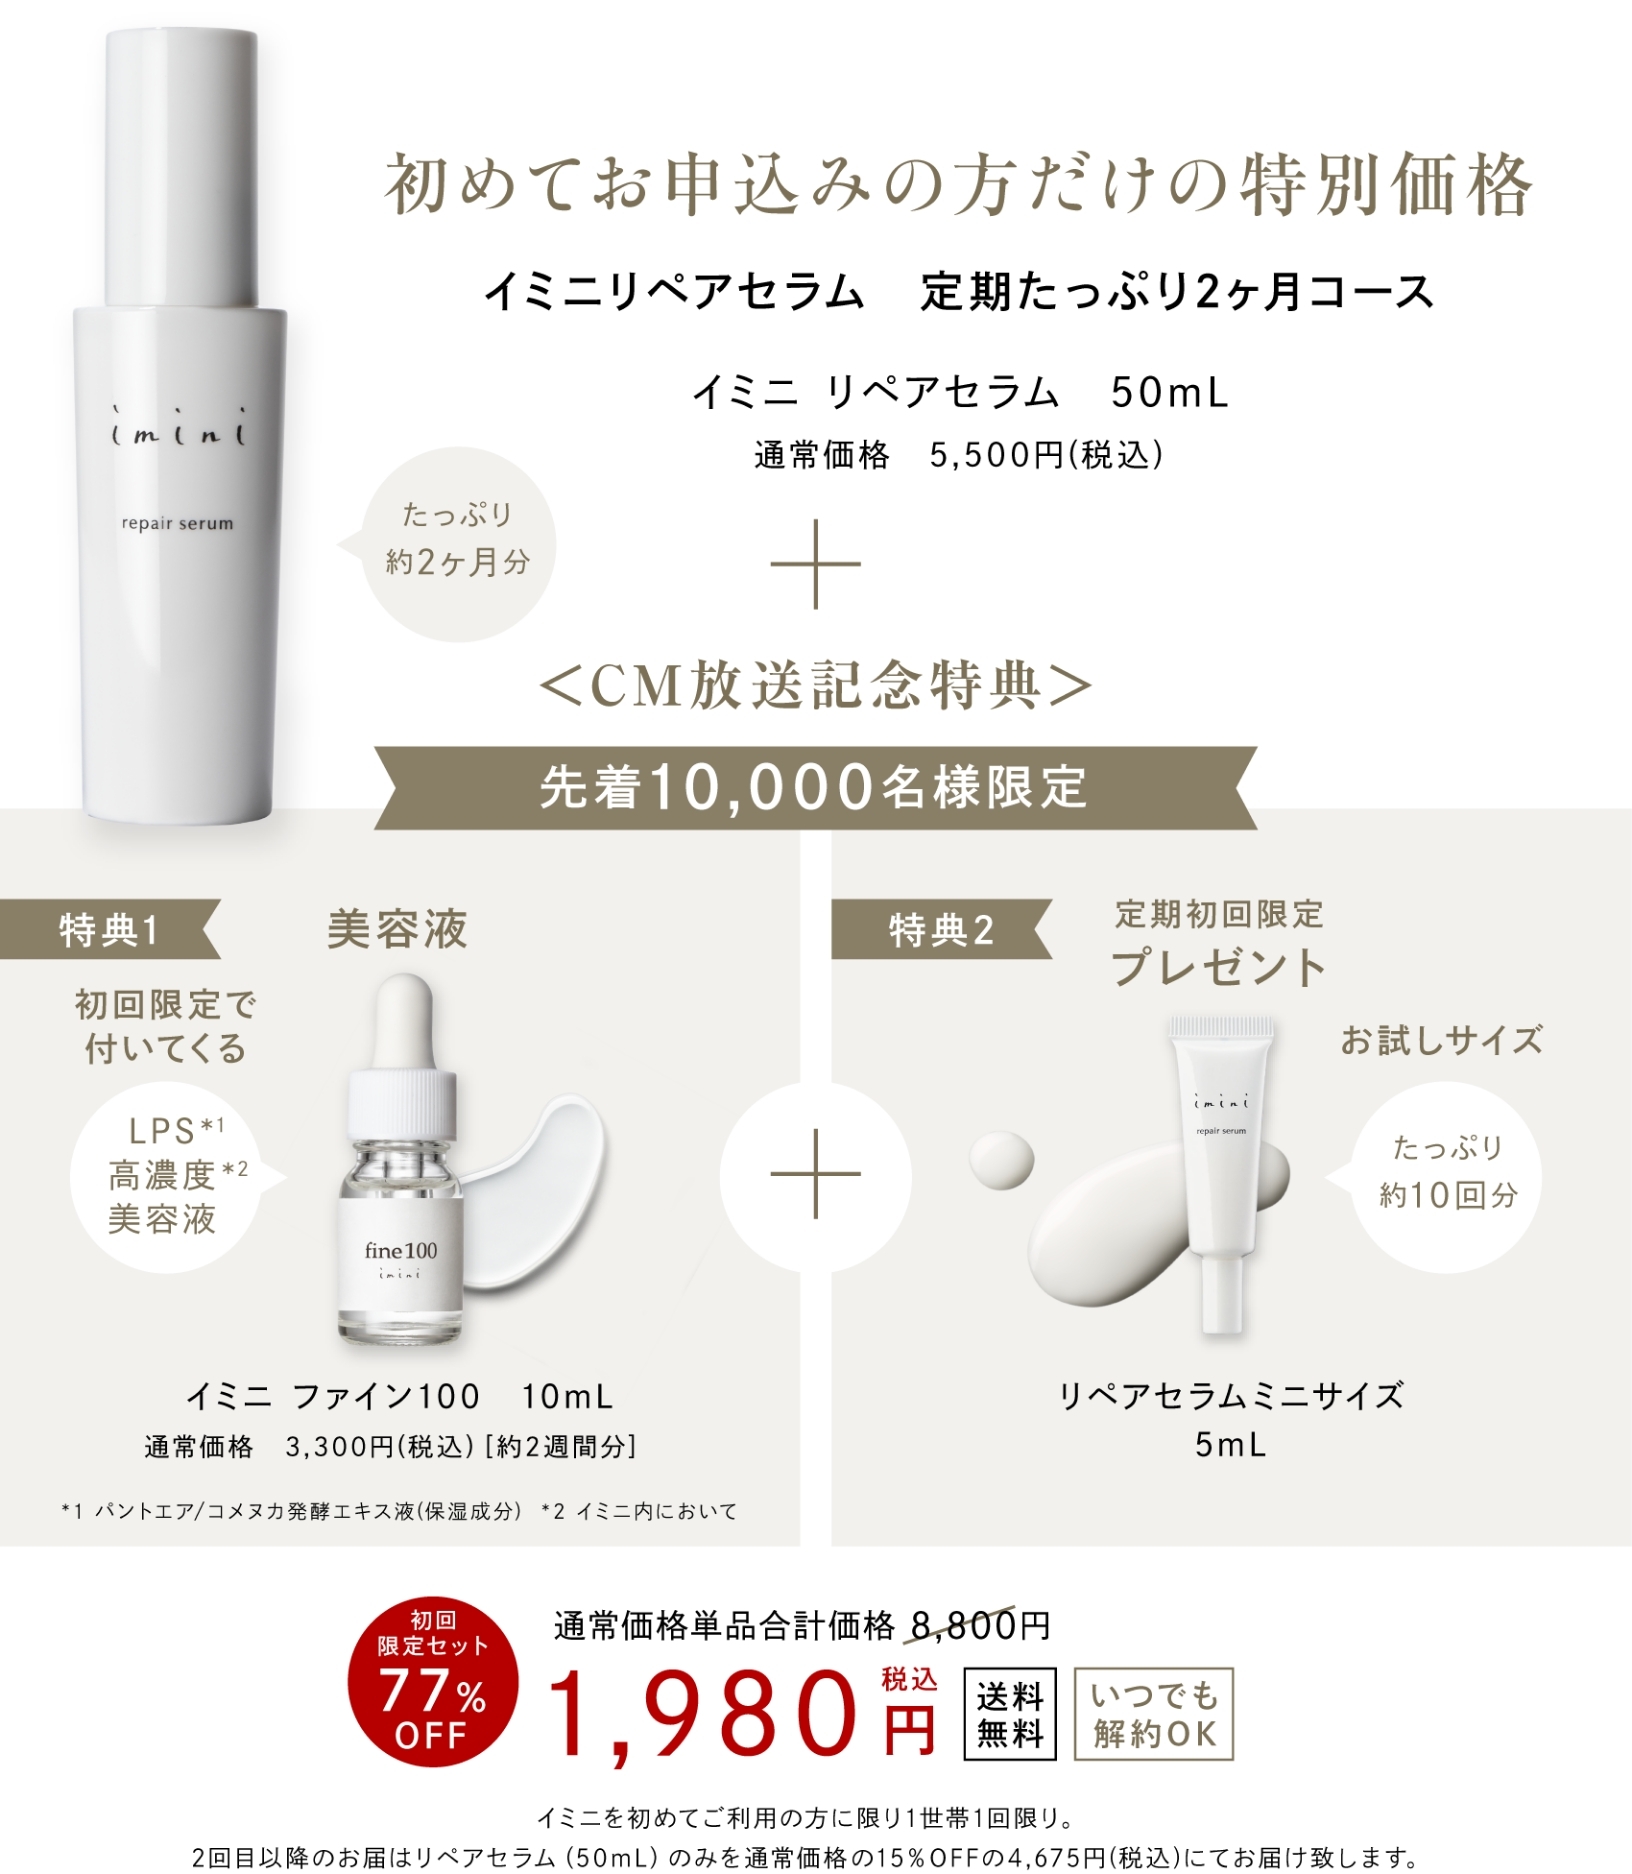 初めてお申込みの方だけの特別価格
イミニリペアセラム 定期たっぷり2ヶ月コース
イミニ リペアセラム 50mL
通常価格 5,500円(税込)
imini
repair serum
たっぷり
約2ヶ月分
＜CM放送記念特典＞
先着10,000名様限定
特典1
美容液
初回限定で
付いてくる
LPS*1
高濃度*2
美容液
fine100
imini
イミニ ファイン100 10mL
通常価格 3,300円(税込)[約2週間分]
*1 パントエア/コメヌカ発酵エキス液(保湿成分) *2 イミニ内において
特典2
定期初回限定
プレゼント
お試しサイズ
imini
repair serum
たっぷり
約10回分
リペアセラムミニサイズ
5mL
初回
限定セット
77%
OFF
通常価格単品合計価格 8,800円
1,980円 税込
送料
無料
いつでも
解約OK
イミニを初めてご利用の方に限り1世帯1回限り。
2回目以降のお届はリペアセラム（50mL）のみを通常価格の15%OFFの4,675円(税込)にてお届け致します。